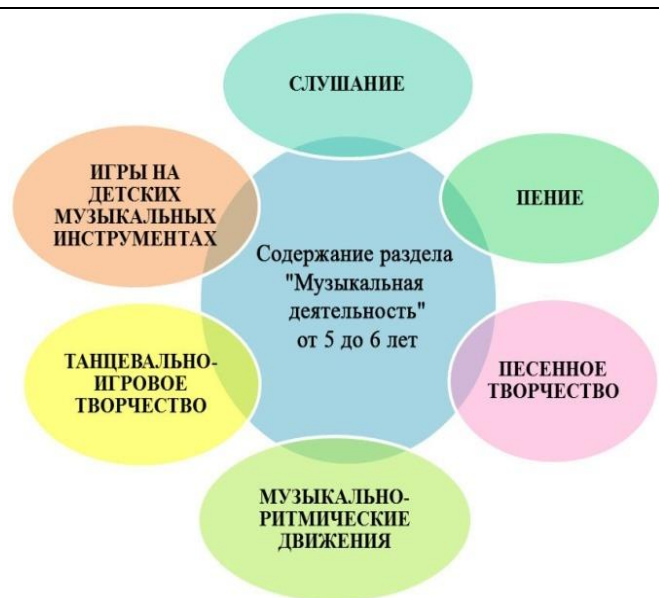 СЛУШАНИЕ
ИГРЫ НА
ДЕТСКИХ
МУЗЫКАЛЬНЫХ
ИНСТРУМЕНТАХ
ПЕНИЕ
Содержание раздела
"Музыкальная
деятельность"
от 5 до 6 лет
ТАНЦЕВАЛЬНО-
ИГРОВОЕ
ТВОРЧЕСТВО
ПЕСЕННОЕ
ТВОРЧЕСТВО
МУЗЫКАЛЬНО-
РИТМИЧЕСКИЕ
ДВИЖЕНИЯ